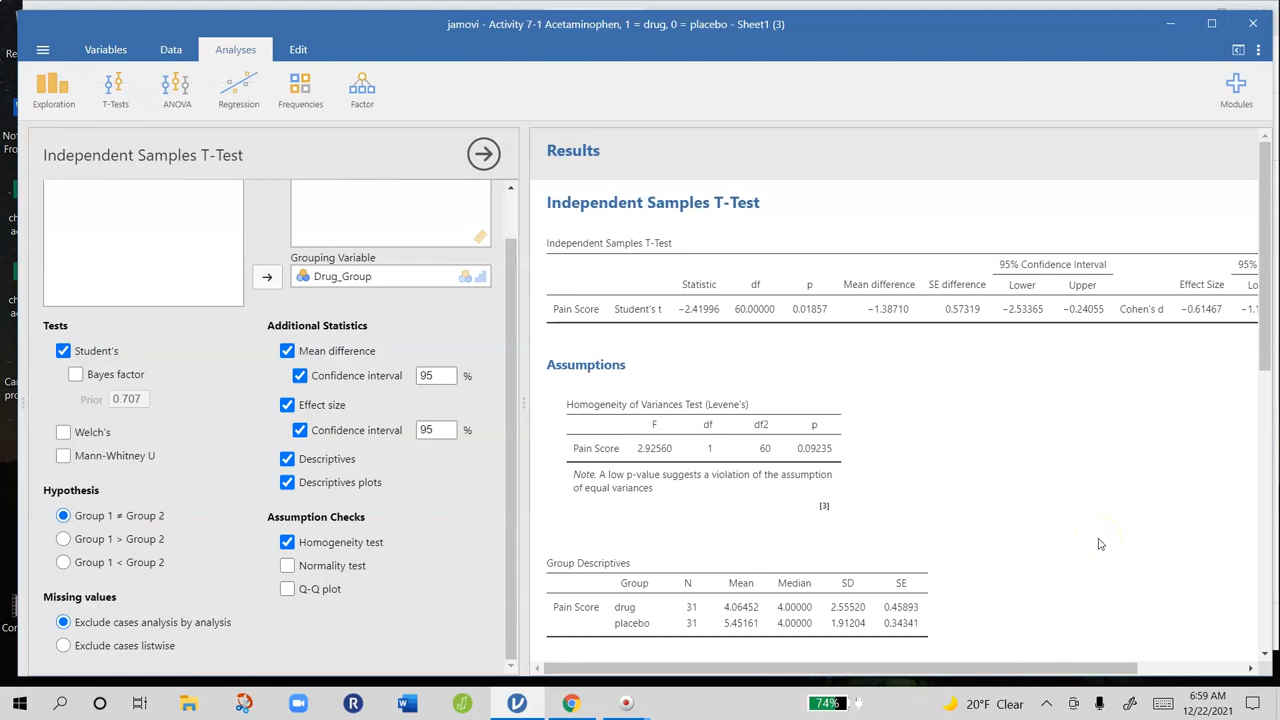 jamovi - Activity 7-1 Acetaminophen, 1 = drug, 0 = placebo - Sheet1 (3)
Variables Data Analyses Edit
Exploration T-Tests ANOVA Regression Frequencies Factor Modules
Independent Samples T-Test
Grouping Variable
Drug_Group
Tests
Student's
Bayes factor
Prior 0.707
Welch's
Mann-Whitney U
Hypothesis
Group 1 ≠ Group 2
Group 1 > Group 2
Group 1 < Group 2
Missing values
Exclude cases analysis by analysis
Exclude cases listwise
Additional Statistics
Mean difference
Confidence interval 95 %
Effect size
Confidence interval 95 %
Descriptives
Descriptives plots
Assumption Checks
Homogeneity test
Normality test
Q-Q plot
Results
Independent Samples T-Test
Independent Samples T-Test
95% Confidence Interval 95%
Statistic df p Mean difference SE difference Lower Upper Effect Size Lo
Pain Score Student's t −2.41996 60.00000 0.01857 −1.38710 0.57319 −2.53365 −0.24055 Cohen's d −0.61467 −1.1
Assumptions
Homogeneity of Variances Test (Levene's)
F df df2 p
Pain Score 2.92560 1 60 0.09235
Note. A low p-value suggests a violation of the assumption
of equal variances
[3]
Group Descriptives
Group N Mean Median SD SE
Pain Score drug 31 4.06452 4.00000 2.55520 0.45893
placebo 31 5.45161 4.00000 1.91204 0.34341
74% 20°F Clear 6:59 AM
12/22/2021